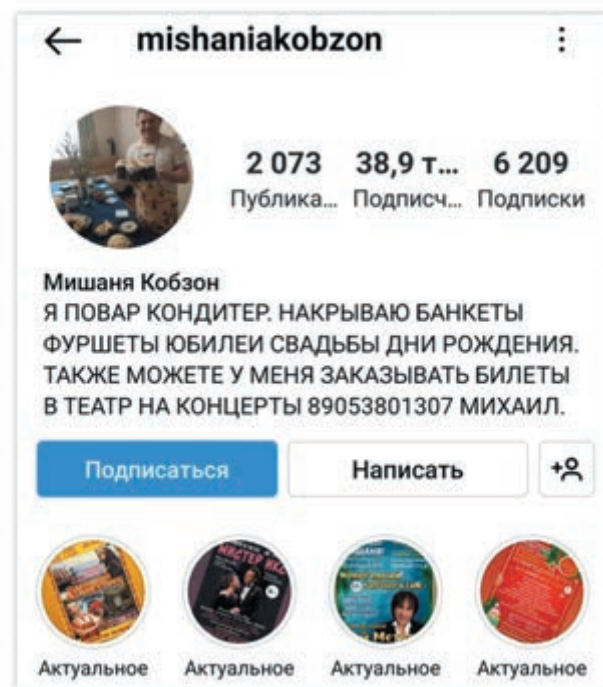 mishaniakobzon
2 073 38,9 т... 6 209
Публика... Подписч... Подписки
Мишаня Кобзон
Я ПОВАР КОНДИТЕР. НАКРЫВАЮ БАНКЕТЫ
ФУРШЕТЫ ЮБИЛЕИ СВАДЬБЫ ДНИ РОЖДЕНИЯ.
ТАКЖЕ МОЖЕТЕ У МЕНЯ ЗАКАЗЫВАТЬ БИЛЕТЫ
В ТЕАТР НА КОНЦЕРТЫ 89053801307 МИХАИЛ.
Подписаться Написать
МИСТЕР
Актуальное Актуальное Актуальное Актуальное